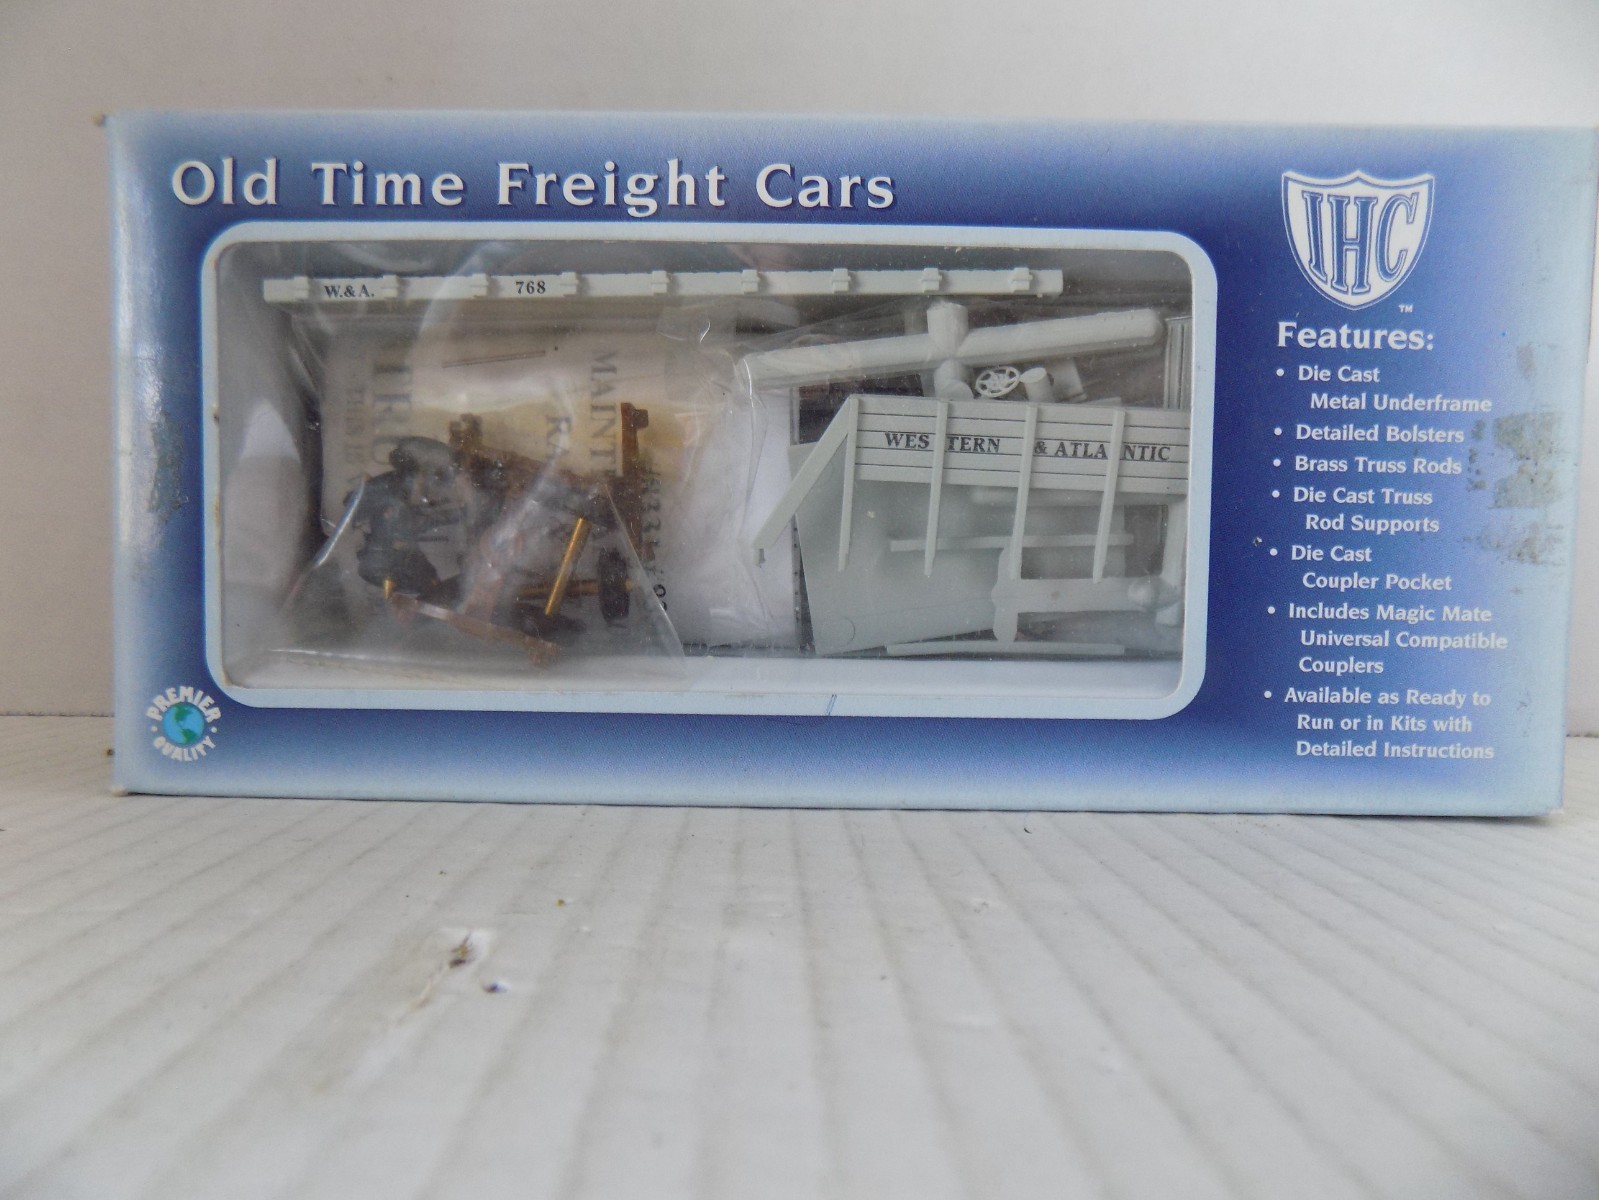 Old Time Freight Cars
IHC
TM
W.&A. 768
WESTERN & ATLANTIC
Features:
• Die Cast
Metal Underframe
• Detailed Bolsters
• Brass Truss Rods
• Die Cast Truss
Rod Supports
• Die Cast
Coupler Pocket
• Includes Magic Mate
Universal Compatible
Couplers
• Available as Ready to
Run or in Kits with
Detailed Instructions
PREMIER
• QUALITY •